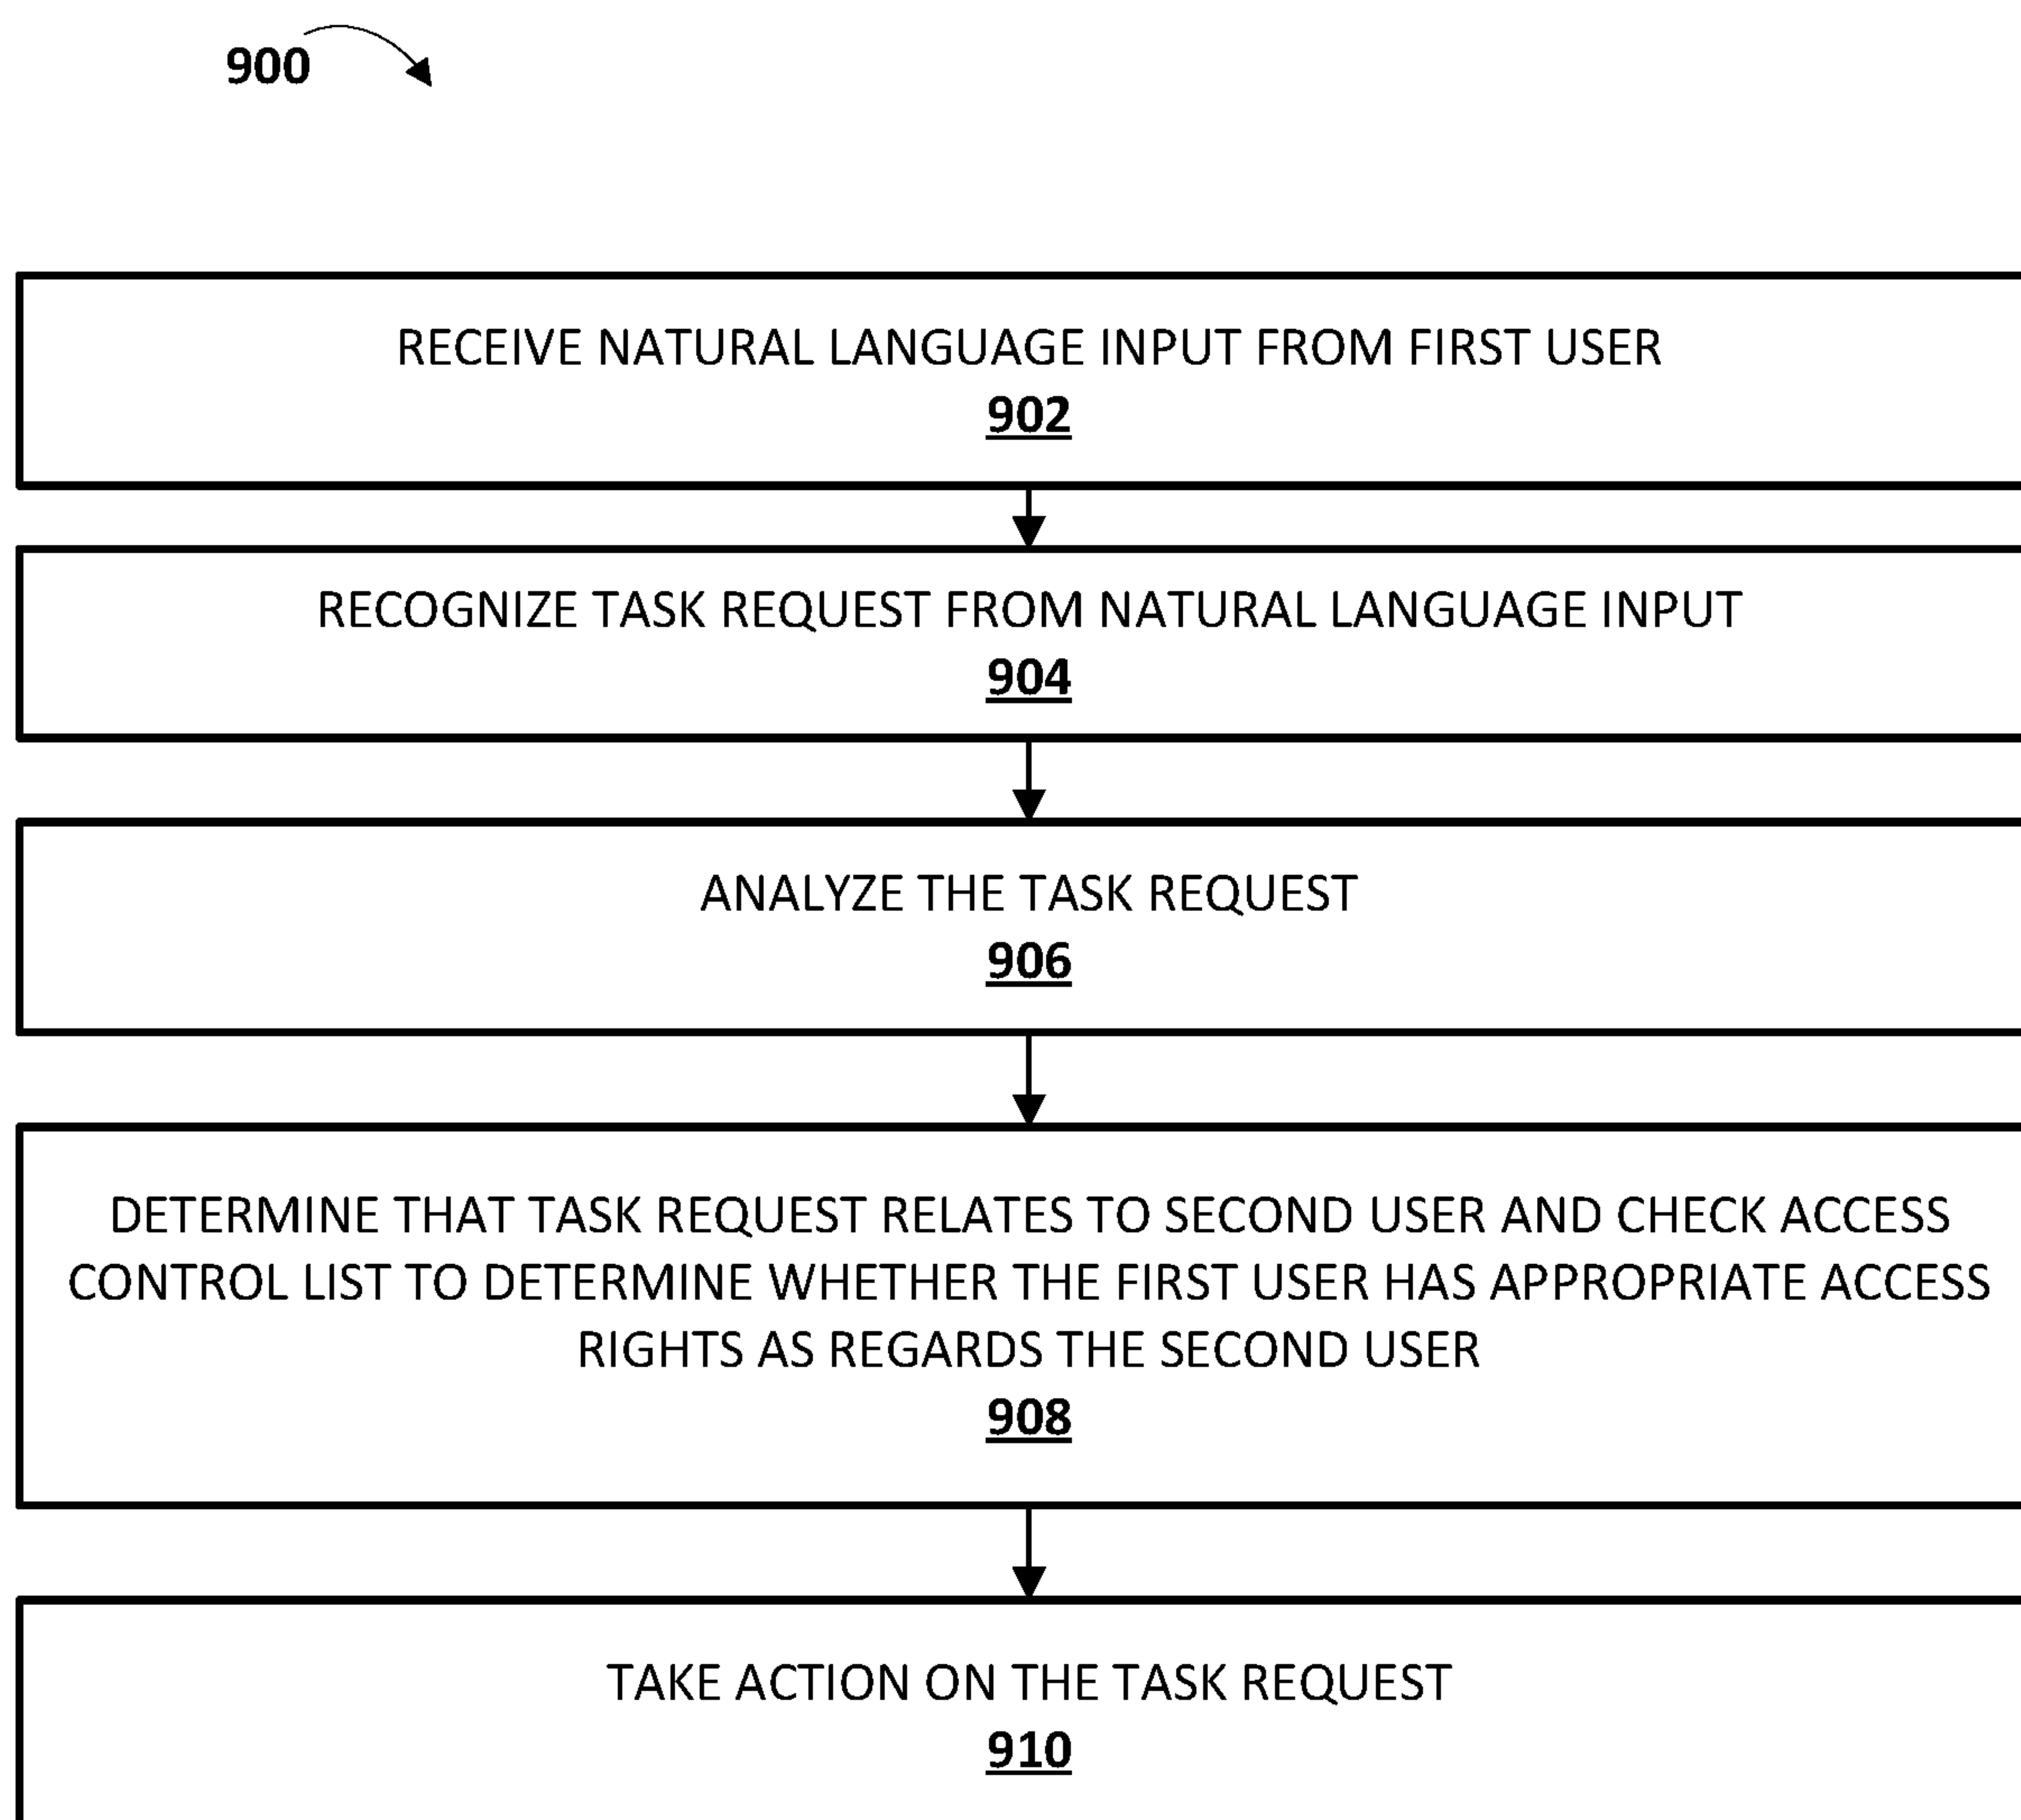 900
RECEIVE NATURAL LANGUAGE INPUT FROM FIRST USER
902
RECOGNIZE TASK REQUEST FROM NATURAL LANGUAGE INPUT
904
ANALYZE THE TASK REQUEST
906
DETERMINE THAT TASK REQUEST RELATES TO SECOND USER AND CHECK ACCESS
CONTROL LIST TO DETERMINE WHETHER THE FIRST USER HAS APPROPRIATE ACCESS
RIGHTS AS REGARDS THE SECOND USER
908
TAKE ACTION ON THE TASK REQUEST
910